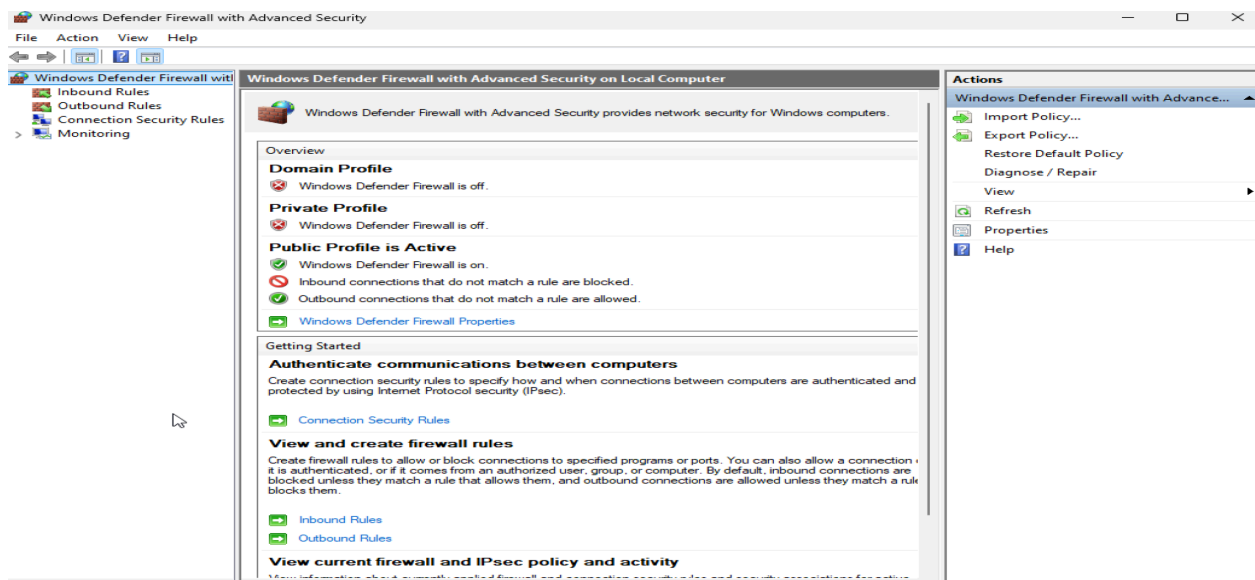 Windows Defender Firewall with Advanced Security
File Action View Help
Windows Defender Firewall with
Inbound Rules
Outbound Rules
Connection Security Rules
Monitoring
Windows Defender Firewall with Advanced Security on Local Computer
Windows Defender Firewall with Advanced Security provides network security for Windows computers.
Overview
Domain Profile
Windows Defender Firewall is off.
Private Profile
Windows Defender Firewall is off.
Public Profile is Active
Windows Defender Firewall is on.
Inbound connections that do not match a rule are blocked.
Outbound connections that do not match a rule are allowed.
Windows Defender Firewall Properties
Getting Started
Authenticate communications between computers
Create connection security rules to specify how and when connections between computers are authenticated and
protected by using Internet Protocol security (IPsec).
Connection Security Rules
View and create firewall rules
Create firewall rules to allow or block connections to specified programs or ports. You can also allow a connection
it is authenticated, or if it comes from an authorized user, group, or computer. By default, inbound connections are
blocked unless they match a rule that allows them, and outbound connections are allowed unless they match a rule
blocks them.
Inbound Rules
Outbound Rules
View current firewall and IPsec policy and activity
Actions
Windows Defender Firewall with Advance...
Import Policy...
Export Policy...
Restore Default Policy
Diagnose / Repair
View
Refresh
Properties
Help